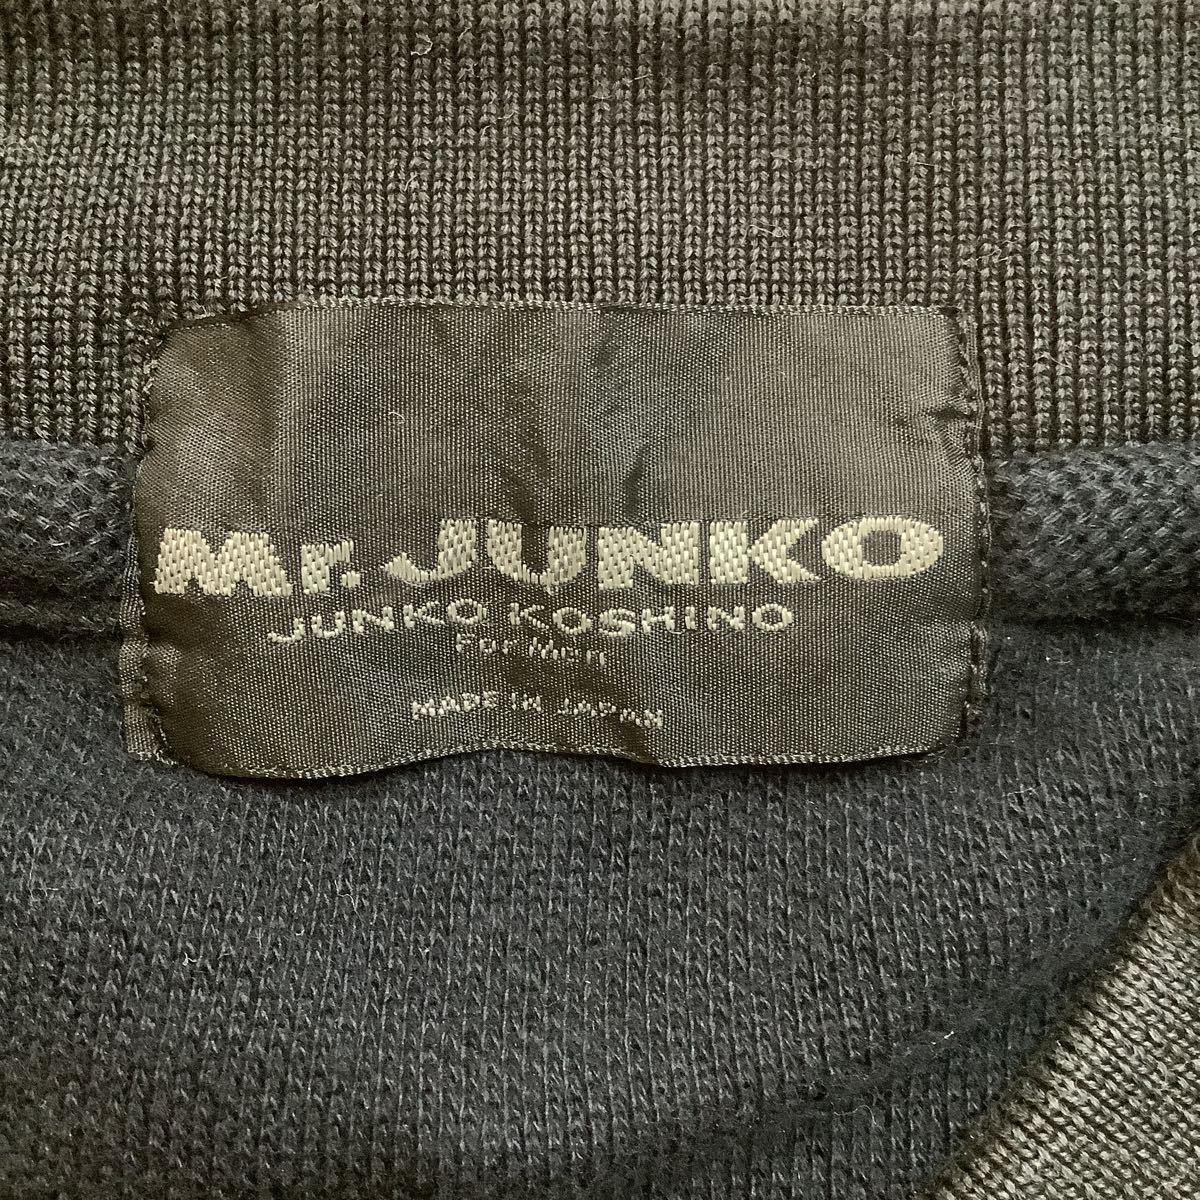 Mr. JUNKO
JUNKO KOSHINO
For Men
MADE IN JAPAN